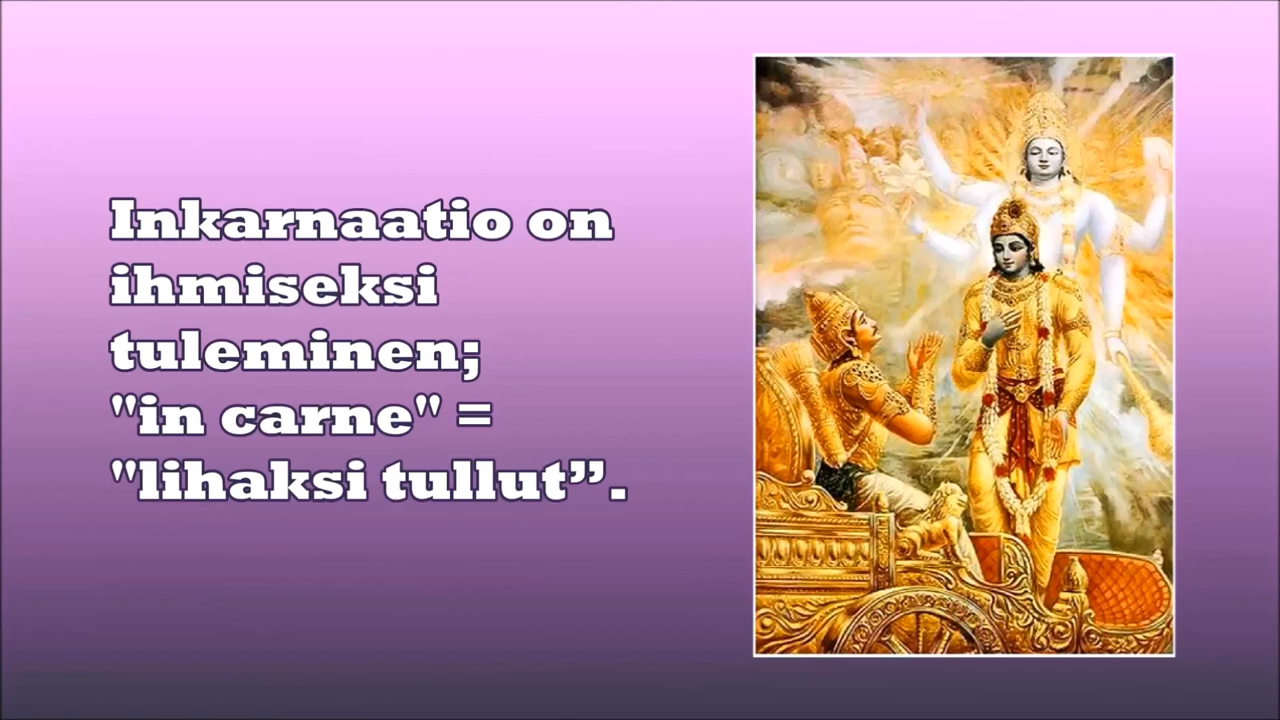 Inkarnaatio on
ihmiseksi
tuleminen;
"in carne" =
"lihaksi tullut”.